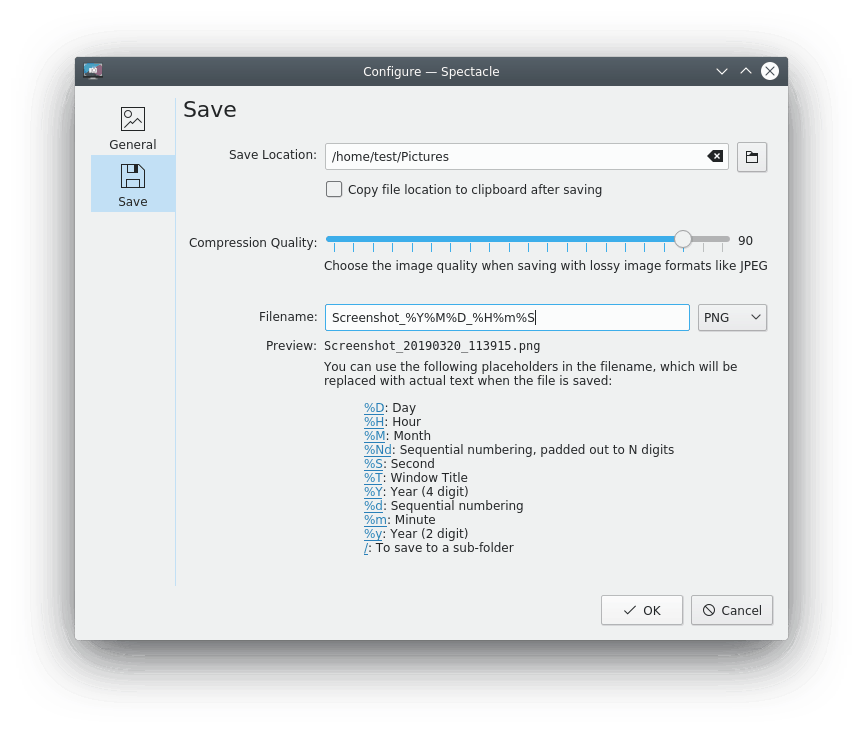 Configure — Spectacle
General
Save
Save
Save Location: /home/test/Pictures
Copy file location to clipboard after saving
Compression Quality: 90
Choose the image quality when saving with lossy image formats like JPEG
Filename: Screenshot_%Y%M%D_%H%m%S PNG
Preview: Screenshot_20190320_113915.png
You can use the following placeholders in the filename, which will be
replaced with actual text when the file is saved:
%D: Day
%H: Hour
%M: Month
%Nd: Sequential numbering, padded out to N digits
%S: Second
%T: Window Title
%Y: Year (4 digit)
%d: Sequential numbering
%m: Minute
%y: Year (2 digit)
/: To save to a sub-folder
OK Cancel